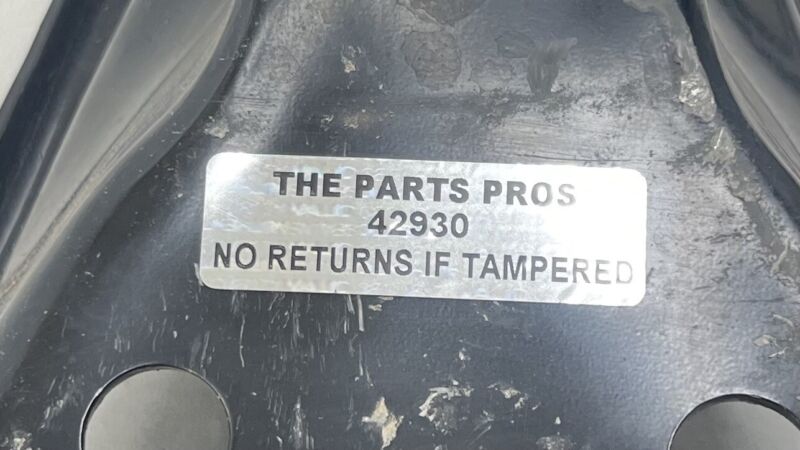 THE PARTS PROS
42930
NO RETURNS IF TAMPERED